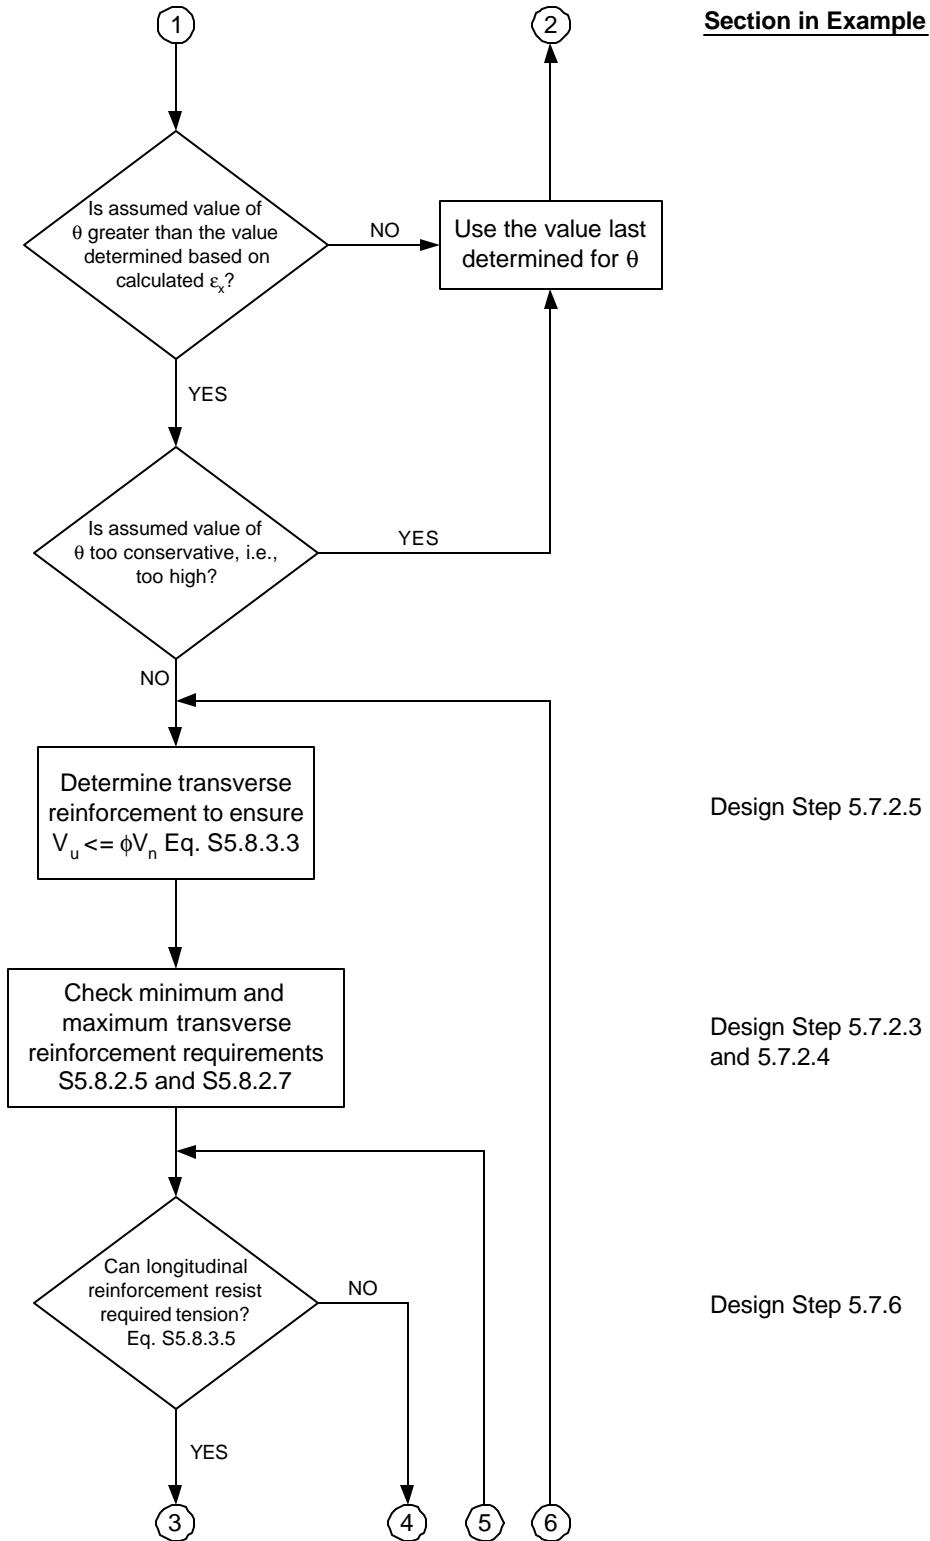 1
2
Section in Example
Is assumed value of
θ greater than the value
determined based on
calculated εx?
NO
Use the value last
determined for θ
YES
Is assumed value of
θ too conservative, i.e.,
too high?
YES
NO
Determine transverse
reinforcement to ensure
Vu <= ϕVn Eq. S5.8.3.3
Design Step 5.7.2.5
Check minimum and
maximum transverse
reinforcement requirements
S5.8.2.5 and S5.8.2.7
Design Step 5.7.2.3
and 5.7.2.4
Can longitudinal
reinforcement resist
required tension?
Eq. S5.8.3.5
NO
Design Step 5.7.6
YES
3
4
5
6